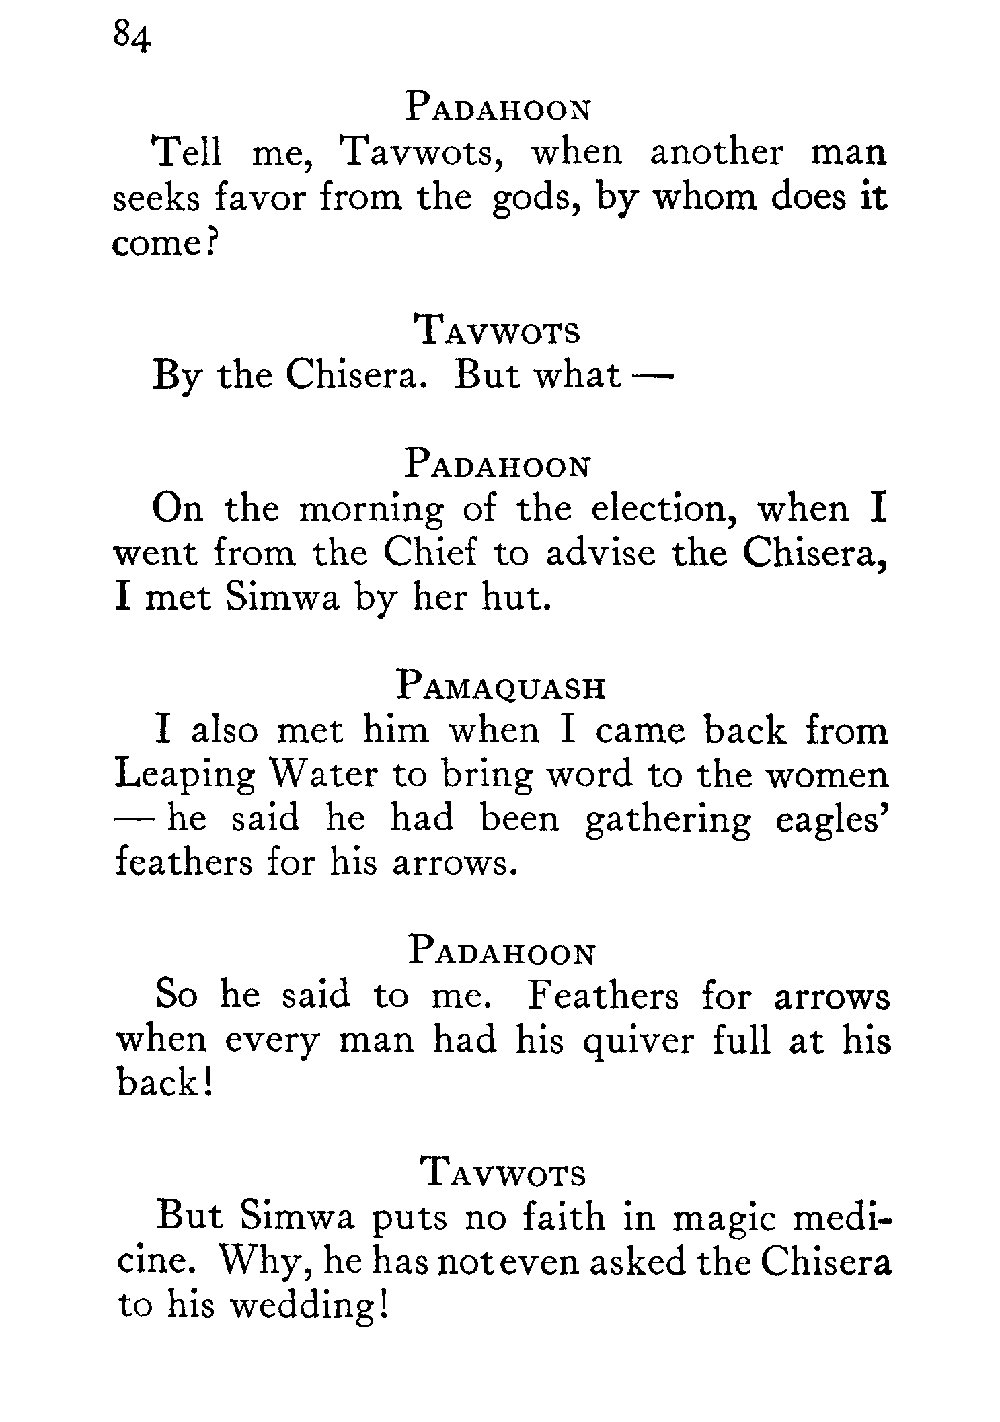 84
PADAHOON
Tell me, Tavwots, when another man
seeks favor from the gods, by whom does it
come?
TAVWOTS
By the Chisera. But what —
PADAHOON
On the morning of the election, when I
went from the Chief to advise the Chisera,
I met Simwa by her hut.
PAMAQUASH
I also met him when I came back from
Leaping Water to bring word to the women
— he said he had been gathering eagles'
feathers for his arrows.
PADAHOON
So he said to me. Feathers for arrows
when every man had his quiver full at his
back!
TAVWOTS
But Simwa puts no faith in magic medi-
cine. Why, he has not even asked the Chisera
to his wedding!